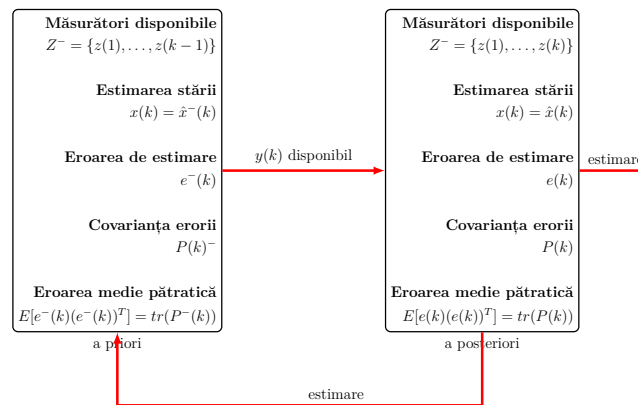 Măsurători disponibile
Z⁻ = {z(1), . . . , z(k − 1)}
Estimarea stării
x(k) = x̂⁻(k)
Eroarea de estimare
e⁻(k)
Covarianța erorii
P(k)⁻
Eroarea medie pătratică
E[e⁻(k)(e⁻(k))ᵀ] = tr(P⁻(k))
a priori
y(k) disponibil
Măsurători disponibile
Z⁻ = {z(1), . . . , z(k)}
Estimarea stării
x(k) = x̂(k)
Eroarea de estimare
e(k)
Covarianța erorii
P(k)
Eroarea medie pătratică
E[e(k)(e(k))ᵀ] = tr(P(k))
a posteriori
estimare
estimare